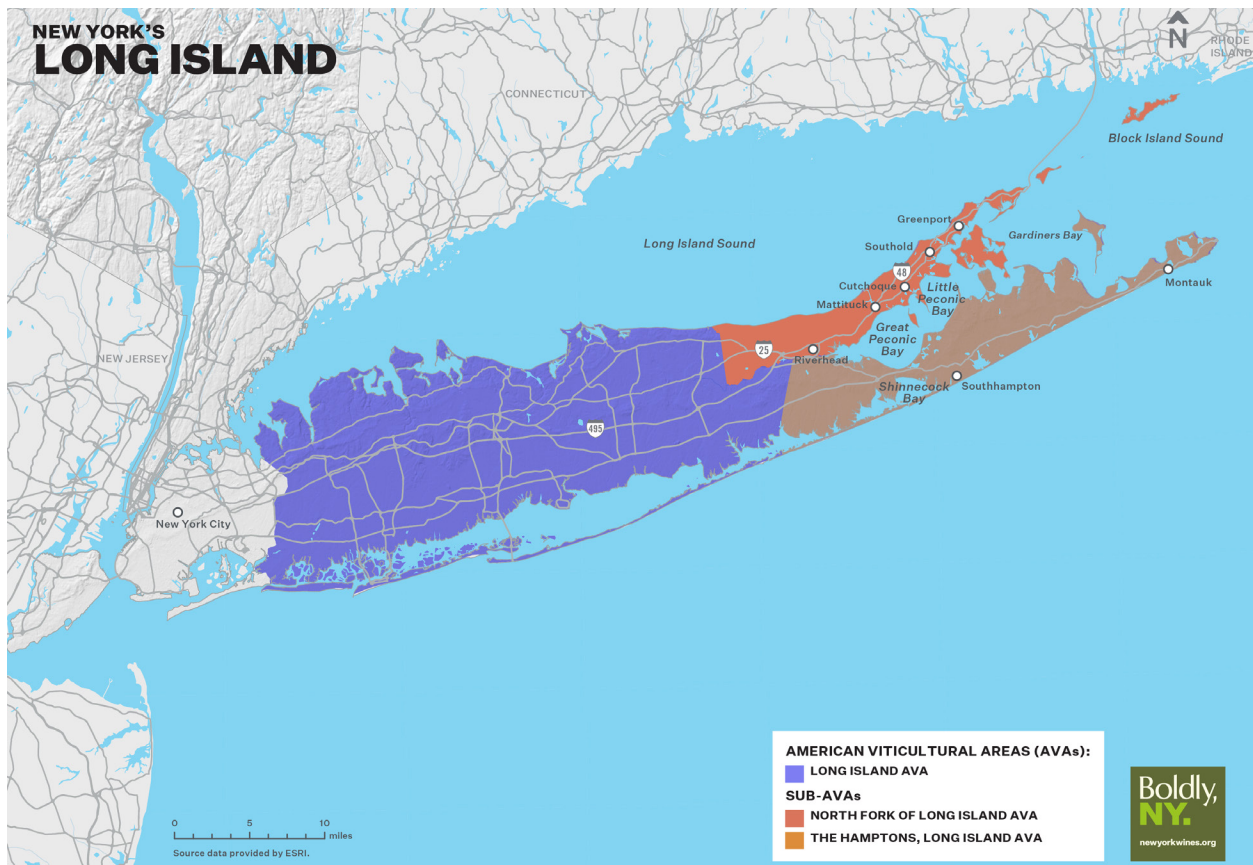 NEW YORK'S
LONG ISLAND
N
RHODE
ISLAND
CONNECTICUT
Block Island Sound
Greenport
Gardiners Bay
Long Island Sound
Southold
48
Cutchoque
Little
Peconic
Bay
Montauk
Mattituck
Great
Peconic
Bay
NEW JERSEY
25
Riverhead
Shinnecock
Bay
Southhampton
495
New York City
AMERICAN VITICULTURAL AREAS (AVAs):
LONG ISLAND AVA
SUB-AVAs
NORTH FORK OF LONG ISLAND AVA
THE HAMPTONS, LONG ISLAND AVA
0 5 10
miles
Source data provided by ESRI.
Boldly,
NY.
newyorkwines.org